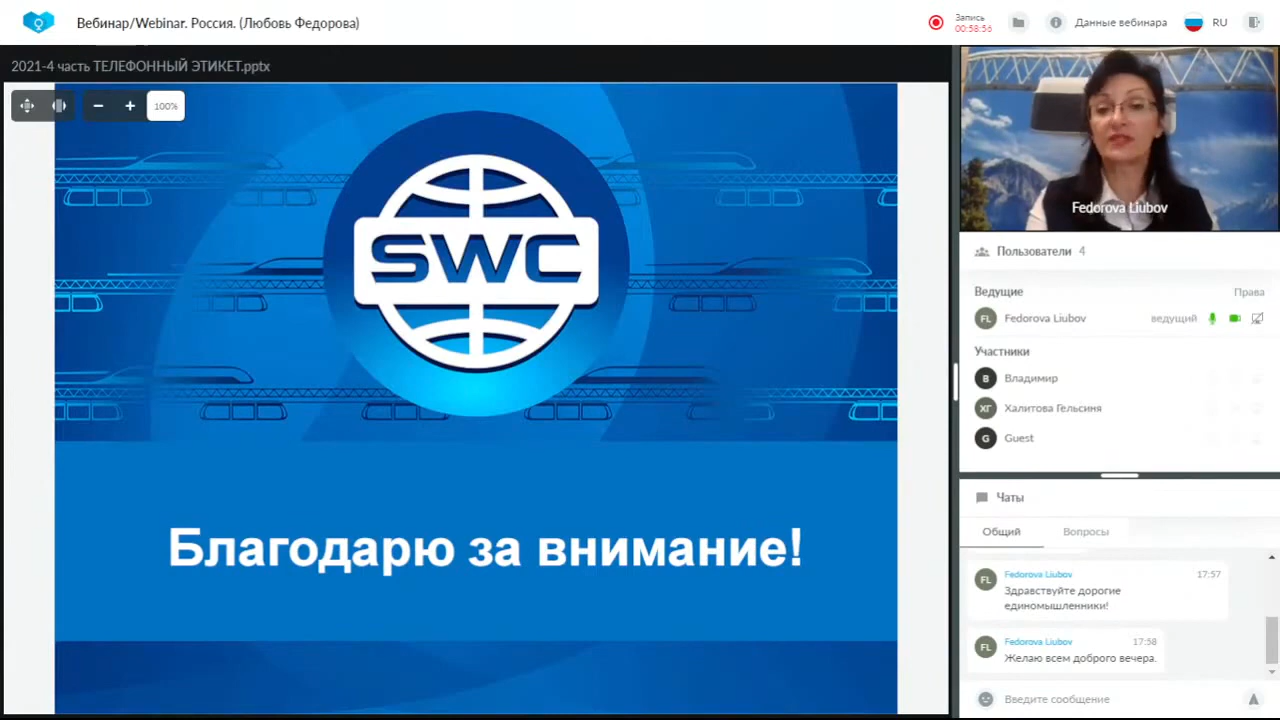 Вебинар/Webinar. Россия. (Любовь Федорова)
Запись
00:58:56
Данные вебинара
RU
2021-4 часть ТЕЛЕФОННЫЙ ЭТИКЕТ.pptx
100%
SWC
Благодарю за внимание!
Fedorova Liubov
Пользователи 4
Ведущие Права
FL Fedorova Liubov ведущий
Участники
В Владимир
ХГ Халитова Гельсиня
G Guest
Чаты
Общий Вопросы
FL Fedorova Liubov 17:57
Здравствуйте дорогие
единомышленники!
FL Fedorova Liubov 17:58
Желаю всем доброго вечера.
Введите сообщение